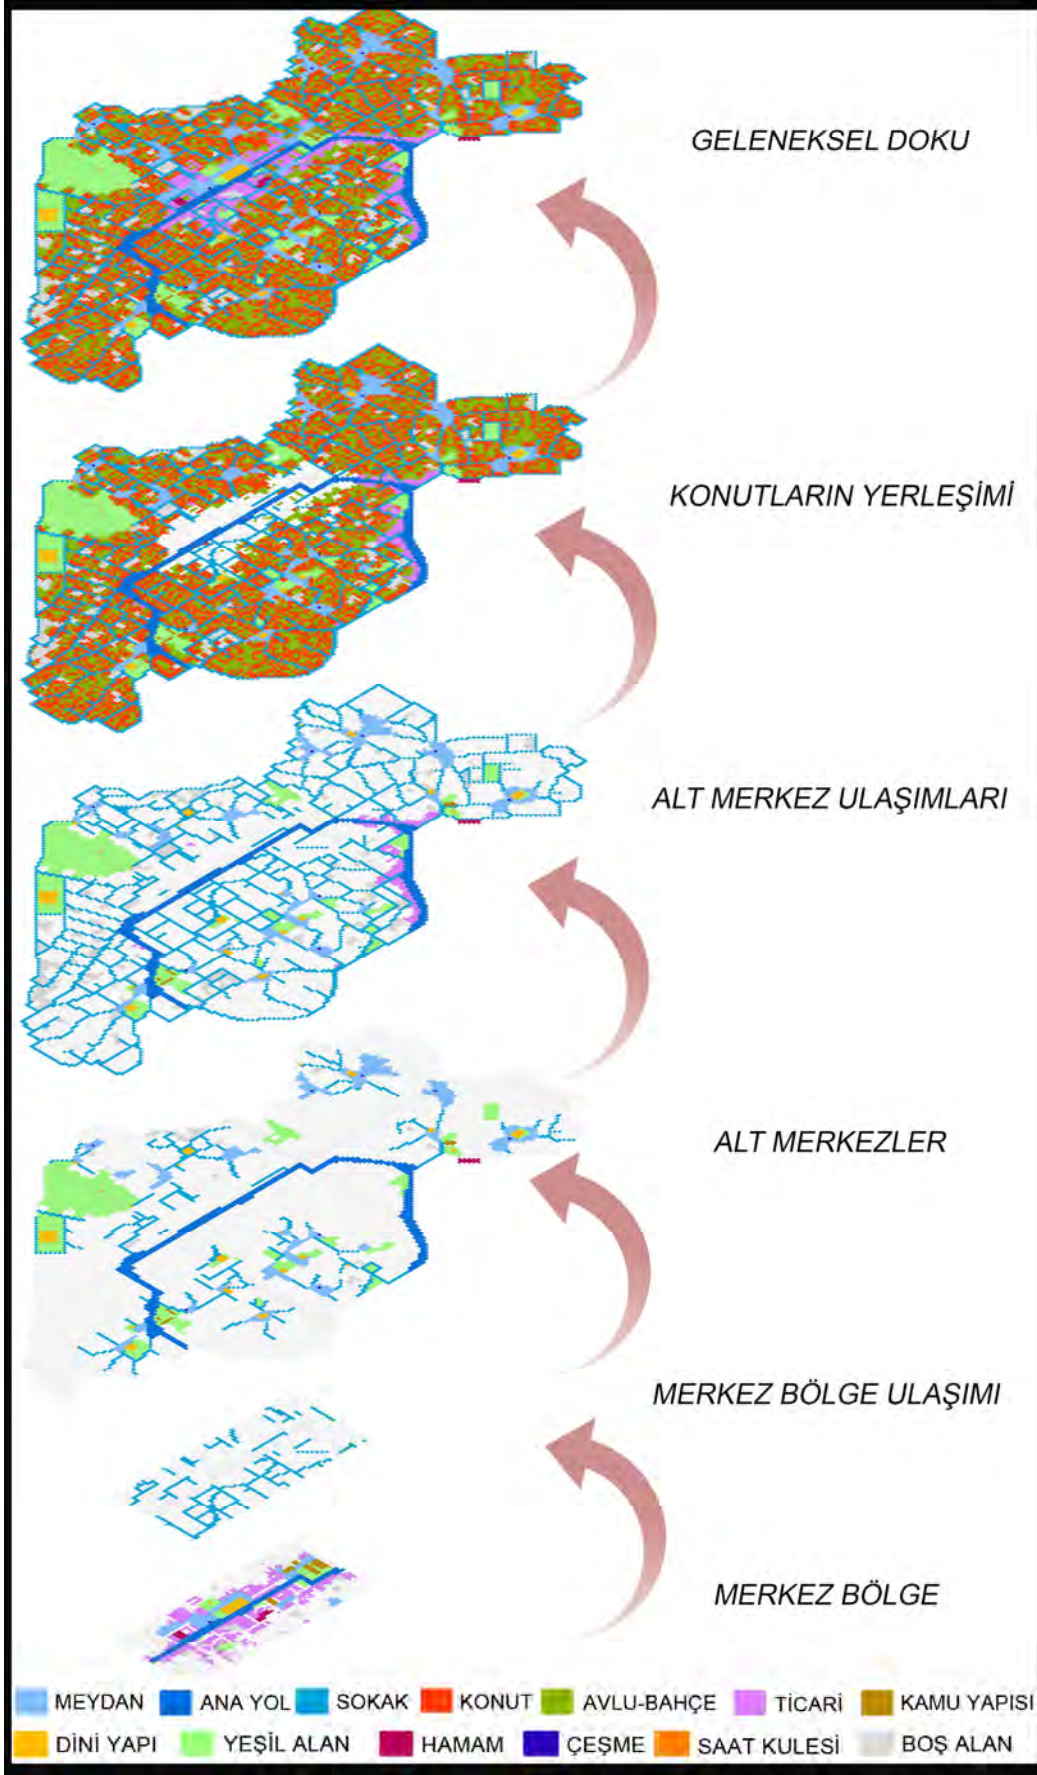 GELENEKSEL DOKU
KONUTLARIN YERLEŞİMİ
ALT MERKEZ ULAŞIMLARI
ALT MERKEZLER
MERKEZ BÖLGE ULAŞIMI
MERKEZ BÖLGE
MEYDAN ANA YOL SOKAK KONUT AVLU-BAHÇE TİCARİ KAMU YAPISI
DİNİ YAPI YEŞİL ALAN HAMAM ÇEŞME SAAT KULESİ BOŞ ALAN